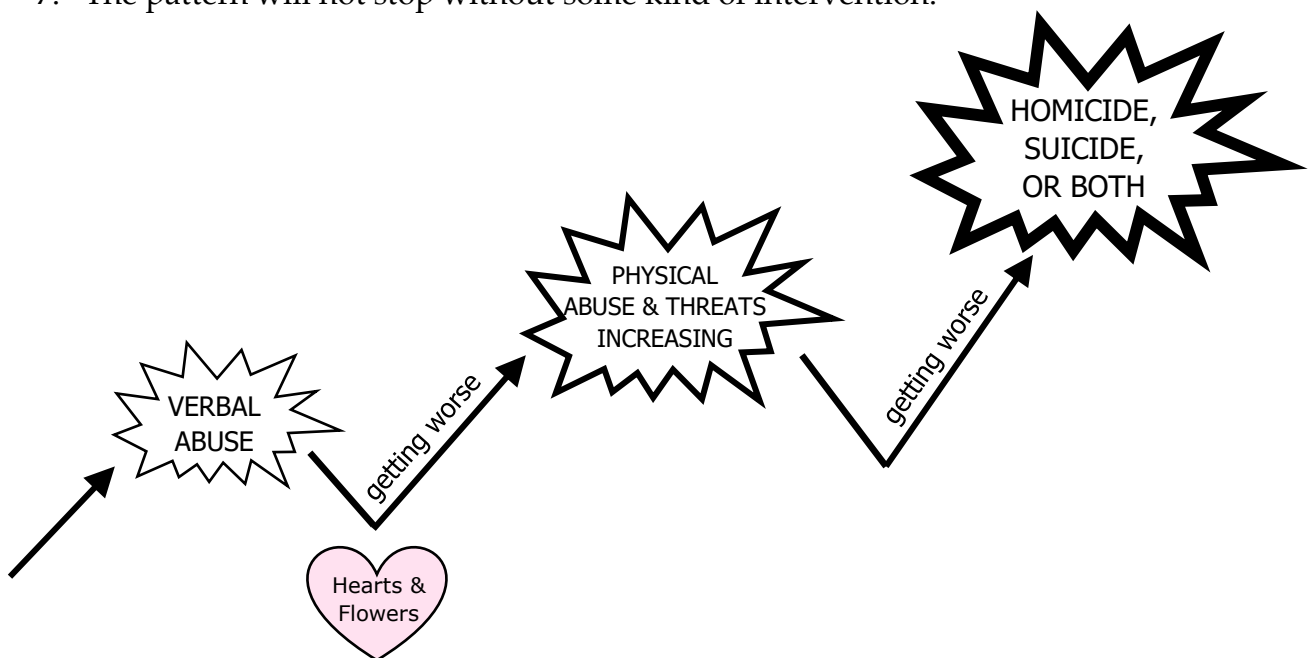 7. The pattern will not stop without some kind of intervention.
HOMICIDE,
SUICIDE,
OR BOTH
PHYSICAL
ABUSE & THREATS
INCREASING
getting worse
VERBAL
ABUSE
getting worse
Hearts &
Flowers